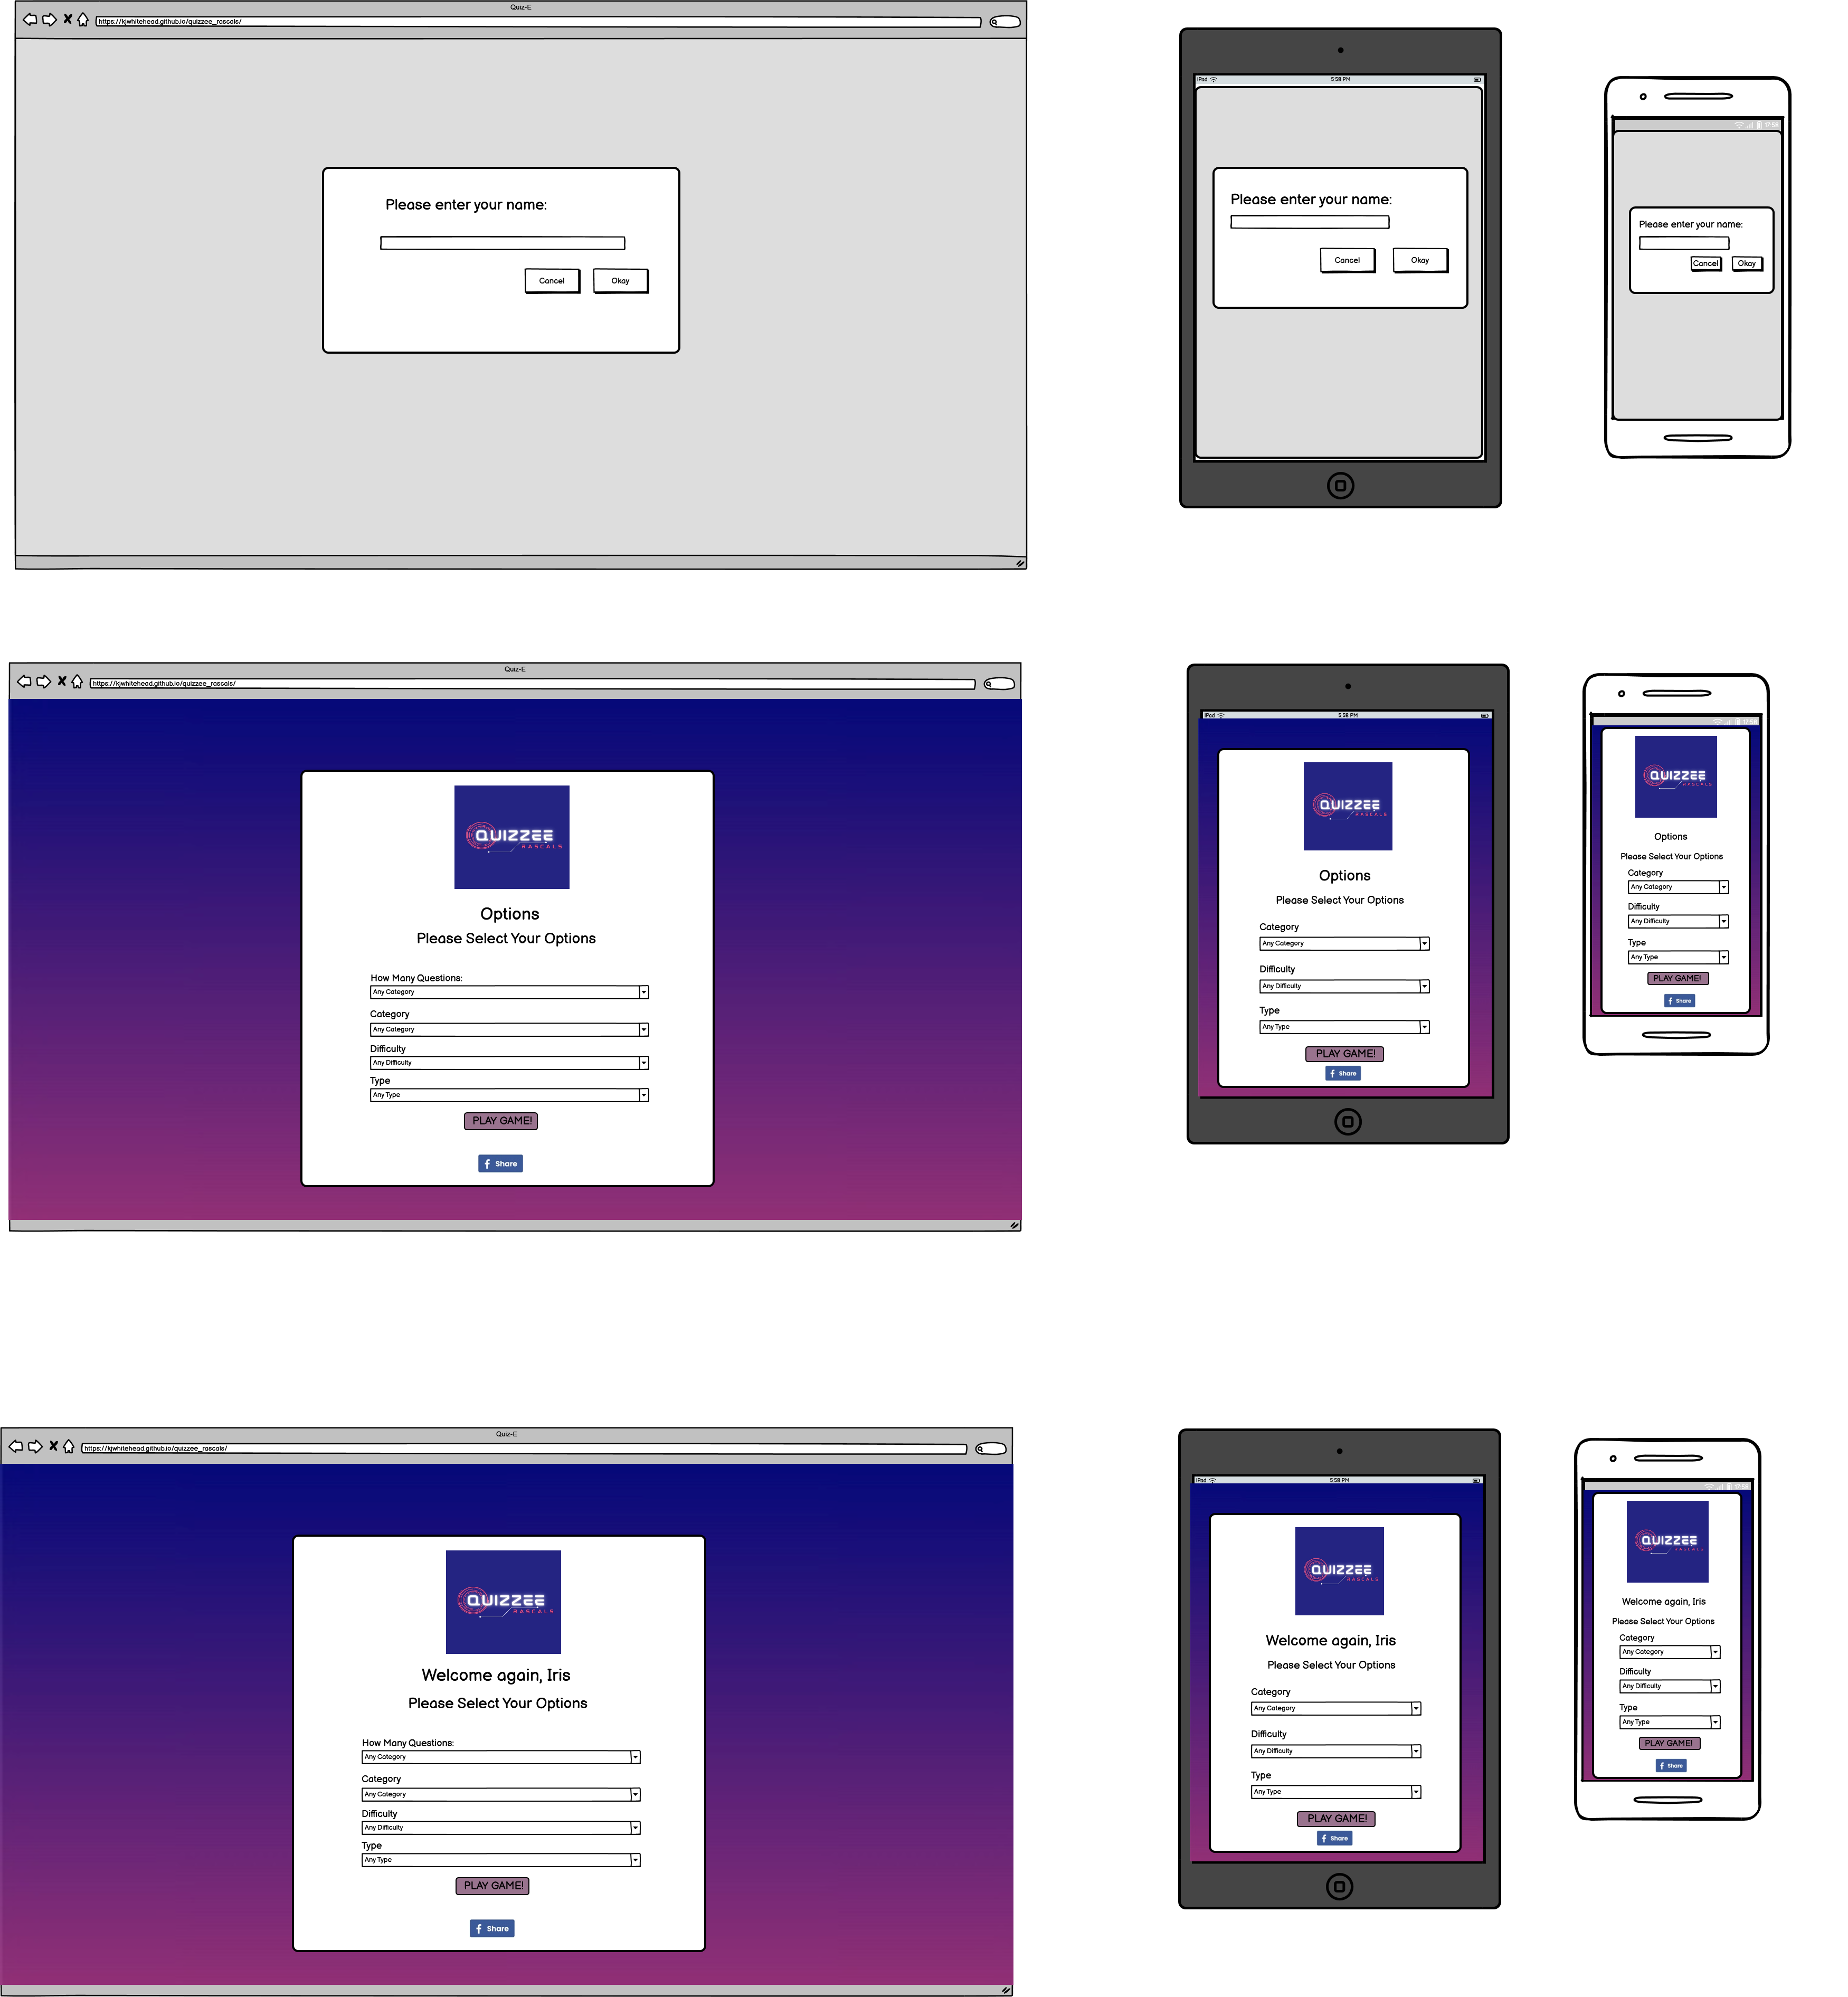 Quiz-E
https://kjwhitehead.github.io/quizzee_rascals/
Please enter your name:
Cancel
Okay
iPad
5:58 PM
Please enter your name:
Cancel
Okay
17:58
Please enter your name:
Cancel
Okay
Quiz-E
https://kjwhitehead.github.io/quizzee_rascals/
QUIZZEE
RASCALS
Options
Please Select Your Options
How Many Questions:
Any Category
Category
Any Category
Difficulty
Any Difficulty
Type
Any Type
PLAY GAME!
f Share
iPad
5:58 PM
QUIZZEE
RASCALS
Options
Please Select Your Options
Category
Any Category
Difficulty
Any Difficulty
Type
Any Type
PLAY GAME!
f Share
17:58
QUIZZEE
RASCALS
Options
Please Select Your Options
Category
Any Category
Difficulty
Any Difficulty
Type
Any Type
PLAY GAME!
f Share
Quiz-E
https://kjwhitehead.github.io/quizzee_rascals/
QUIZZEE
RASCALS
Welcome again, Iris
Please Select Your Options
How Many Questions:
Any Category
Category
Any Category
Difficulty
Any Difficulty
Type
Any Type
PLAY GAME!
f Share
iPad
5:58 PM
QUIZZEE
RASCALS
Welcome again, Iris
Please Select Your Options
Category
Any Category
Difficulty
Any Difficulty
Type
Any Type
PLAY GAME!
f Share
17:58
QUIZZEE
RASCALS
Welcome again, Iris
Please Select Your Options
Category
Any Category
Difficulty
Any Difficulty
Type
Any Type
PLAY GAME!
f Share